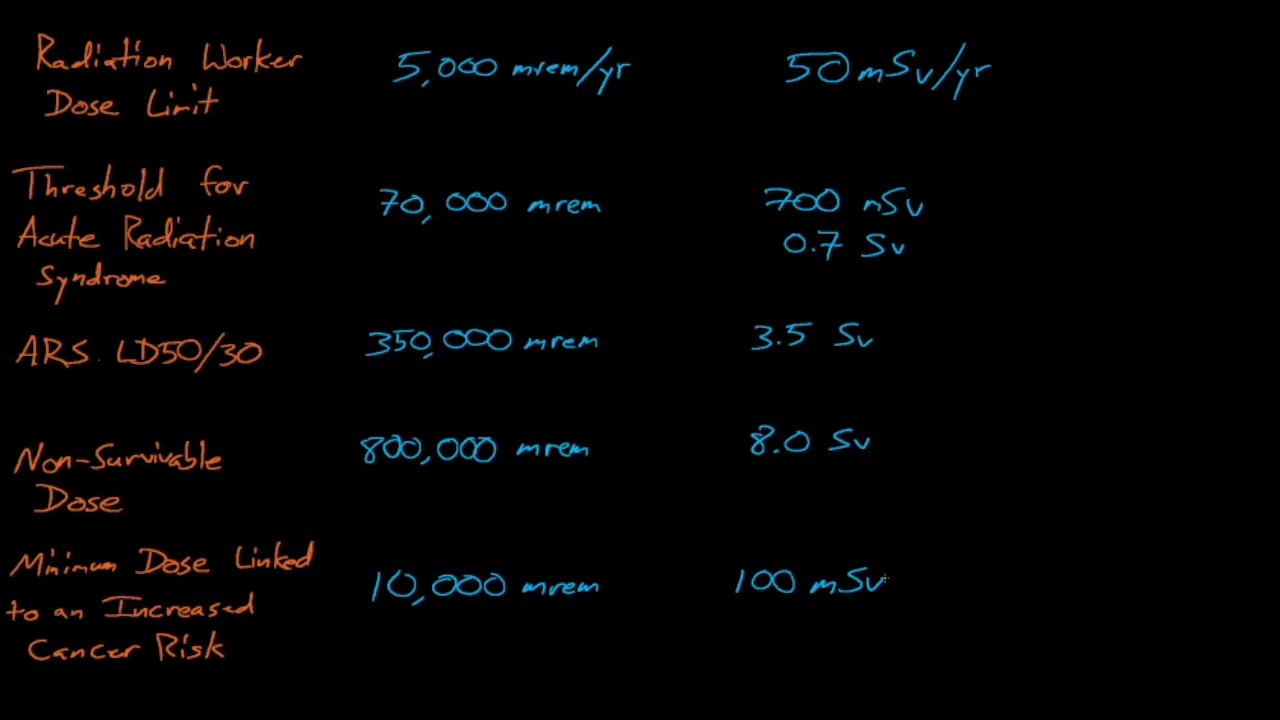 Radiation Worker 5,000 mrem/yr 50 mSv/yr
Dose Limit
Threshold for 70,000 mrem 700 mSv
Acute Radiation 0.7 Sv
Syndrome
ARS LD50/30 350,000 mrem 3.5 Sv
Non-Survivable 800,000 mrem 8.0 Sv
Dose
Minimum Dose Linked 10,000 mrem 100 mSv
to an Increased
Cancer Risk